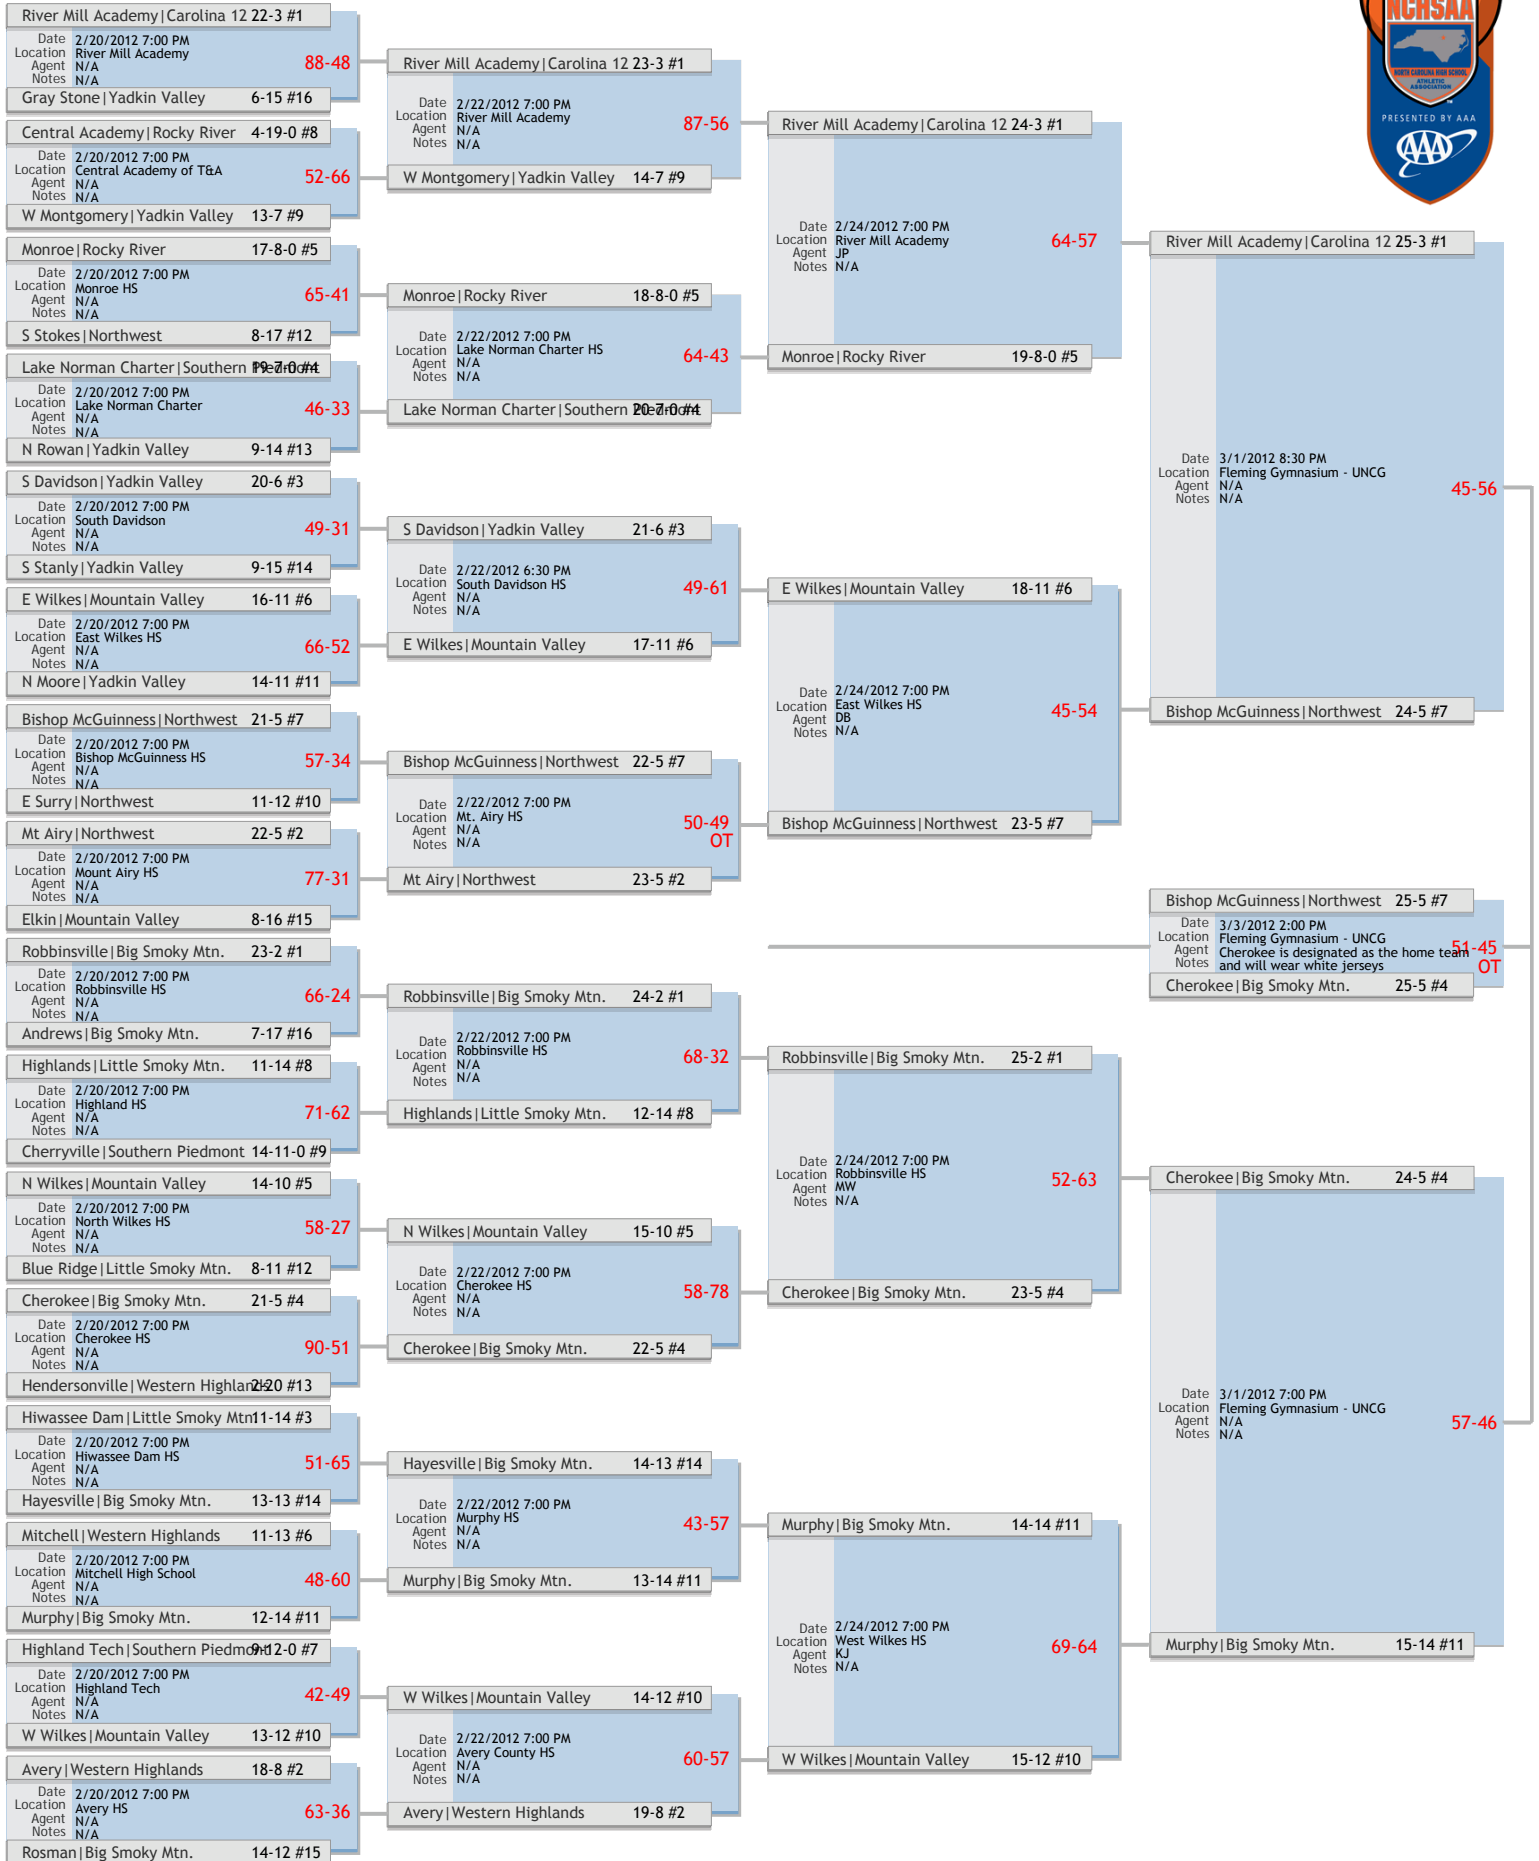 River Mill Academy|Carolina 12 22-3 #1
Date 2/20/2012 7:00 PM
Location River Mill Academy
Agent N/A
Notes N/A
88-48
Gray Stone|Yadkin Valley 6-15 #16
Central Academy|Rocky River 4-19-0 #8
Date 2/20/2012 7:00 PM
Location Central Academy of T&A
Agent N/A
Notes N/A
52-66
W Montgomery|Yadkin Valley 13-7 #9
Monroe|Rocky River 17-8-0 #5
Date 2/20/2012 7:00 PM
Location Monroe HS
Agent N/A
Notes N/A
65-41
S Stokes|Northwest 8-17 #12
Lake Norman Charter|Southern Piedmont 19-7-0 #4
Date 2/20/2012 7:00 PM
Location Lake Norman Charter
Agent N/A
Notes N/A
46-33
N Rowan|Yadkin Valley 9-14 #13
S Davidson|Yadkin Valley 20-6 #3
Date 2/20/2012 7:00 PM
Location South Davidson
Agent N/A
Notes N/A
49-31
S Stanly|Yadkin Valley 9-15 #14
E Wilkes|Mountain Valley 16-11 #6
Date 2/20/2012 7:00 PM
Location East Wilkes HS
Agent N/A
Notes N/A
66-52
N Moore|Yadkin Valley 14-11 #11
Bishop McGuinness|Northwest 21-5 #7
Date 2/20/2012 7:00 PM
Location Bishop McGuinness HS
Agent N/A
Notes N/A
57-34
E Surry|Northwest 11-12 #10
Mt Airy|Northwest 22-5 #2
Date 2/20/2012 7:00 PM
Location Mount Airy HS
Agent N/A
Notes N/A
77-31
Elkin|Mountain Valley 8-16 #15
Robbinsville|Big Smoky Mtn. 23-2 #1
Date 2/20/2012 7:00 PM
Location Robbinsville HS
Agent N/A
Notes N/A
66-24
Andrews|Big Smoky Mtn. 7-17 #16
Highlands|Little Smoky Mtn. 11-14 #8
Date 2/20/2012 7:00 PM
Location Highland HS
Agent N/A
Notes N/A
71-62
Cherryville|Southern Piedmont 14-11-0 #9
N Wilkes|Mountain Valley 14-10 #5
Date 2/20/2012 7:00 PM
Location North Wilkes HS
Agent N/A
Notes N/A
58-27
Blue Ridge|Little Smoky Mtn. 8-11 #12
Cherokee|Big Smoky Mtn. 21-5 #4
Date 2/20/2012 7:00 PM
Location Cherokee HS
Agent N/A
Notes N/A
90-51
Hendersonville|Western Highlands 2-20 #13
Hiwassee Dam|Little Smoky Mtn. 11-14 #3
Date 2/20/2012 7:00 PM
Location Hiwassee Dam HS
Agent N/A
Notes N/A
51-65
Hayesville|Big Smoky Mtn. 13-13 #14
Mitchell|Western Highlands 11-13 #6
Date 2/20/2012 7:00 PM
Location Mitchell High School
Agent N/A
Notes N/A
48-60
Murphy|Big Smoky Mtn. 12-14 #11
Highland Tech|Southern Piedmont 9-12-0 #7
Date 2/20/2012 7:00 PM
Location Highland Tech
Agent N/A
Notes N/A
42-49
W Wilkes|Mountain Valley 13-12 #10
Avery|Western Highlands 18-8 #2
Date 2/20/2012 7:00 PM
Location Avery HS
Agent N/A
Notes N/A
63-36
Rosman|Big Smoky Mtn. 14-12 #15
River Mill Academy|Carolina 12 23-3 #1
Date 2/22/2012 7:00 PM
Location River Mill Academy
Agent N/A
Notes N/A
87-56
W Montgomery|Yadkin Valley 14-7 #9
Monroe|Rocky River 18-8-0 #5
Date 2/22/2012 7:00 PM
Location Lake Norman Charter HS
Agent N/A
Notes N/A
64-43
Lake Norman Charter|Southern Piedmont 20-7-0 #4
S Davidson|Yadkin Valley 21-6 #3
Date 2/22/2012 6:30 PM
Location South Davidson HS
Agent N/A
Notes N/A
49-61
E Wilkes|Mountain Valley 17-11 #6
Bishop McGuinness|Northwest 22-5 #7
Date 2/22/2012 7:00 PM
Location Mt. Airy HS
Agent N/A
Notes N/A
50-49
OT
Mt Airy|Northwest 23-5 #2
Robbinsville|Big Smoky Mtn. 24-2 #1
Date 2/22/2012 7:00 PM
Location Robbinsville HS
Agent N/A
Notes N/A
68-32
Highlands|Little Smoky Mtn. 12-14 #8
N Wilkes|Mountain Valley 15-10 #5
Date 2/22/2012 7:00 PM
Location Cherokee HS
Agent N/A
Notes N/A
58-78
Cherokee|Big Smoky Mtn. 22-5 #4
Hayesville|Big Smoky Mtn. 14-13 #14
Date 2/22/2012 7:00 PM
Location Murphy HS
Agent N/A
Notes N/A
43-57
Murphy|Big Smoky Mtn. 13-14 #11
W Wilkes|Mountain Valley 14-12 #10
Date 2/22/2012 7:00 PM
Location Avery County HS
Agent N/A
Notes N/A
60-57
Avery|Western Highlands 19-8 #2
River Mill Academy|Carolina 12 24-3 #1
Date 2/24/2012 7:00 PM
Location River Mill Academy
Agent JP
Notes N/A
64-57
Monroe|Rocky River 19-8-0 #5
E Wilkes|Mountain Valley 18-11 #6
Date 2/24/2012 7:00 PM
Location East Wilkes HS
Agent DB
Notes N/A
45-54
Bishop McGuinness|Northwest 23-5 #7
Robbinsville|Big Smoky Mtn. 25-2 #1
Date 2/24/2012 7:00 PM
Location Robbinsville HS
Agent MW
Notes N/A
52-63
Cherokee|Big Smoky Mtn. 23-5 #4
Murphy|Big Smoky Mtn. 14-14 #11
Date 2/24/2012 7:00 PM
Location West Wilkes HS
Agent KJ
Notes N/A
69-64
W Wilkes|Mountain Valley 15-12 #10
NCHSAA
NORTH CAROLINA HIGH SCHOOL
ATHLETIC
ASSOCIATION
PRESENTED BY AAA
AAA
River Mill Academy|Carolina 12 25-3 #1
Date 3/1/2012 8:30 PM
Location Fleming Gymnasium - UNCG
Agent N/A
Notes N/A
45-56
Bishop McGuinness|Northwest 24-5 #7
Bishop McGuinness|Northwest 25-5 #7
Date 3/3/2012 2:00 PM
Location Fleming Gymnasium - UNCG
Agent Cherokee is designated as the home team
Notes and will wear white jerseys
51-45
OT
Cherokee|Big Smoky Mtn. 25-5 #4
Cherokee|Big Smoky Mtn. 24-5 #4
Date 3/1/2012 7:00 PM
Location Fleming Gymnasium - UNCG
Agent N/A
Notes N/A
57-46
Murphy|Big Smoky Mtn. 15-14 #11